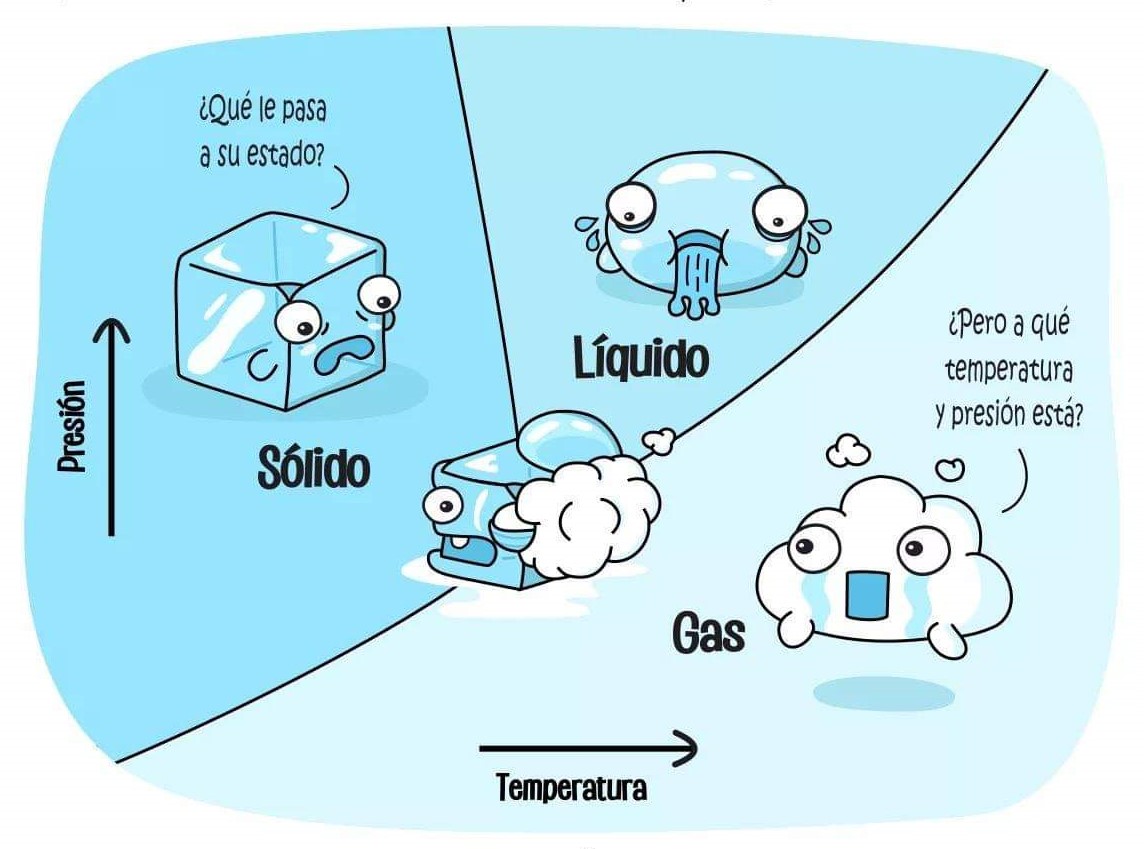 ¿Qué le pasa
a su estado?
Líquido
¿Pero a qué
temperatura
y presión está?
Presión
Sólido
Gas
Temperatura